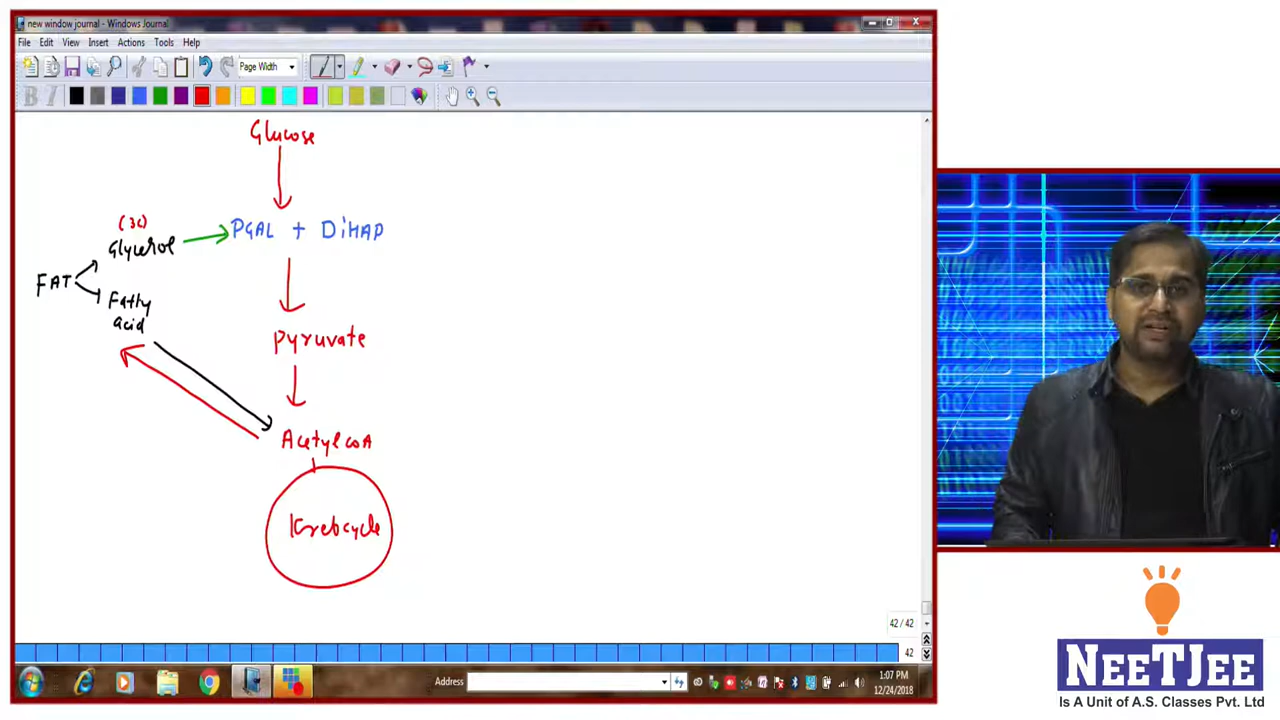 new window journal - Windows Journal
File Edit View Insert Actions Tools Help
Page Width
Glucose
(3C)
Glycerol
PGAL + DiHAP
FAT
Fatty
acid
Pyruvate
Acetyl coA
Krebcycle
42 / 42
42
Address
1:07 PM
12/24/2018
NEETJEE
Is A Unit of A.S. Classes Pvt. Ltd